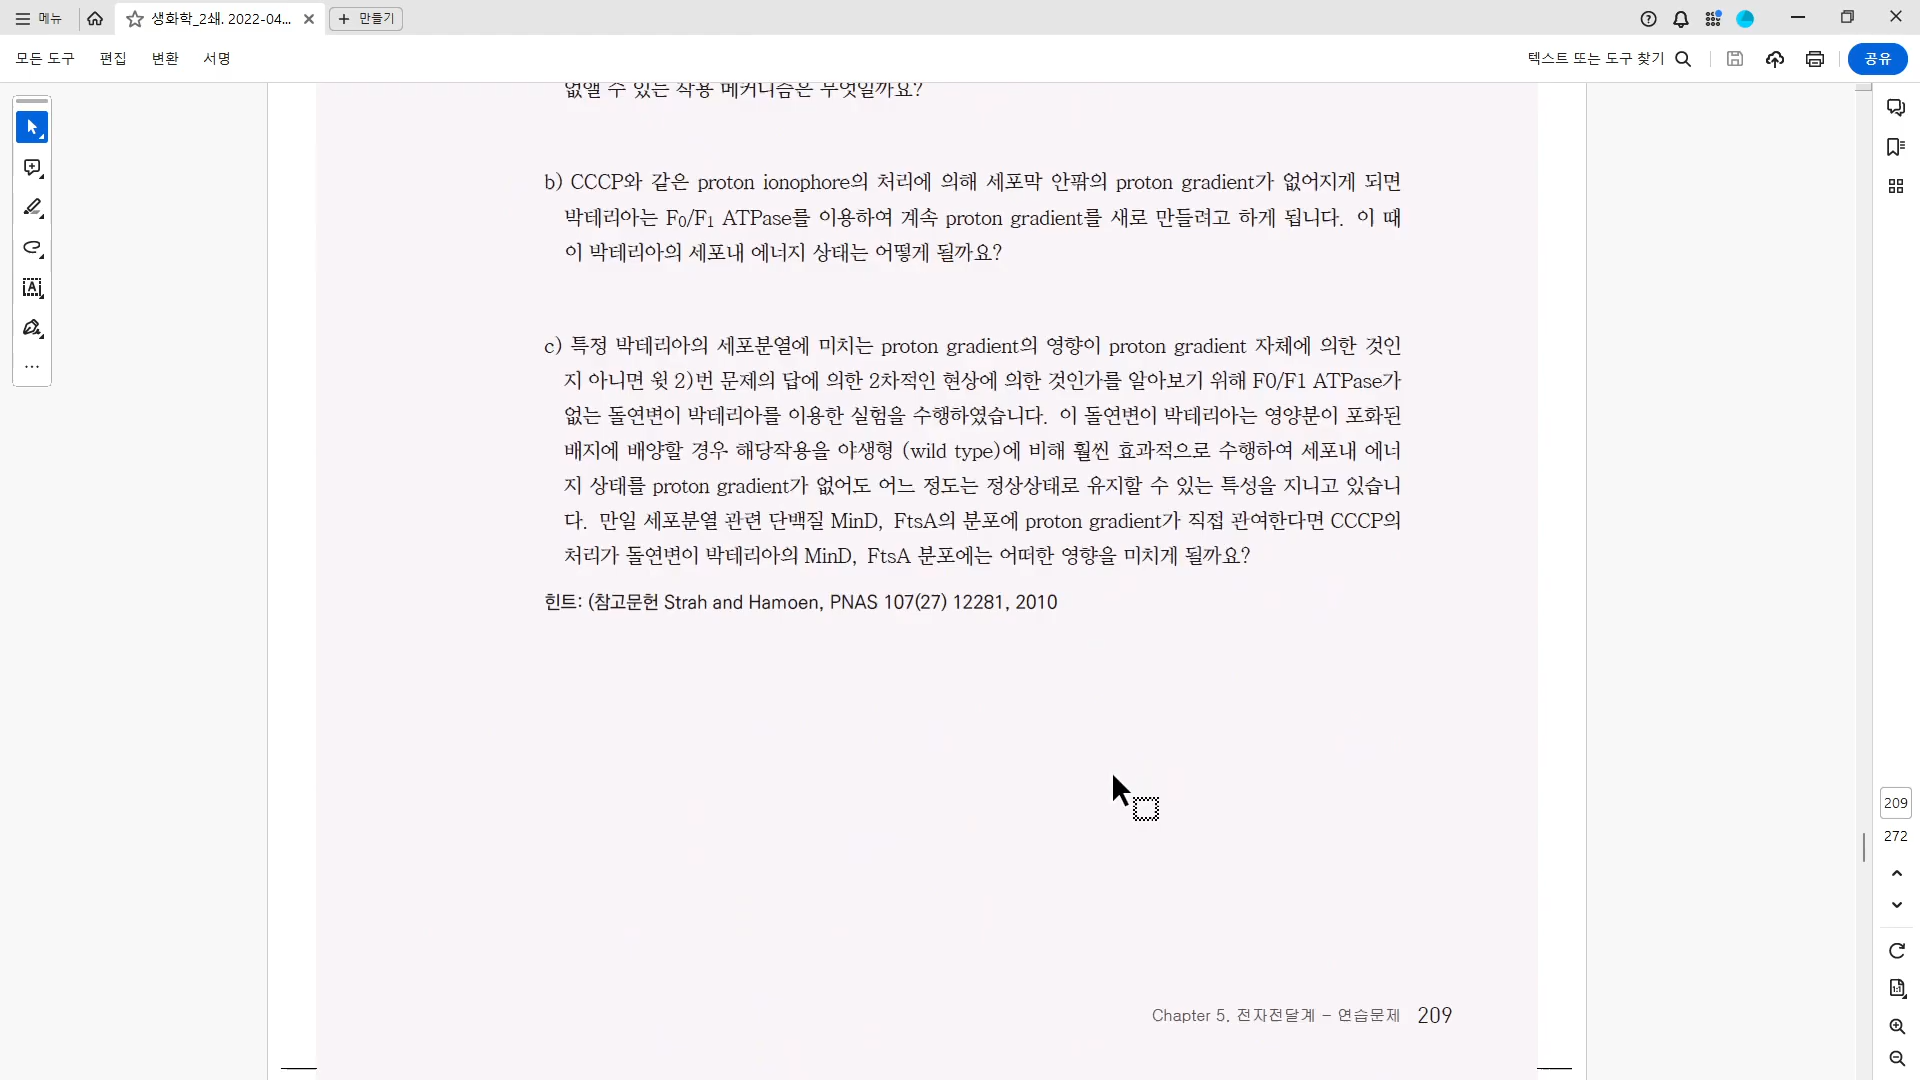 메뉴
생화학_2쇄. 2022-04...
만들기
모든 도구
편집
변환
서명
텍스트 또는 도구 찾기
공유
없앨 수 있는 작용 메커니즘은 무엇일까요?
b) CCCP와 같은 proton ionophore의 처리에 의해 세포막 안팎의 proton gradient가 없어지게 되면
박테리아는 F0/F1 ATPase를 이용하여 계속 proton gradient를 새로 만들려고 하게 됩니다. 이 때
이 박테리아의 세포내 에너지 상태는 어떻게 될까요?
c) 특정 박테리아의 세포분열에 미치는 proton gradient의 영향이 proton gradient 자체에 의한 것인
지 아니면 윗 2)번 문제의 답에 의한 2차적인 현상에 의한 것인가를 알아보기 위해 F0/F1 ATPase가
없는 돌연변이 박테리아를 이용한 실험을 수행하였습니다. 이 돌연변이 박테리아는 영양분이 포화된
배지에 배양할 경우 해당작용을 야생형 (wild type)에 비해 훨씬 효과적으로 수행하여 세포내 에너
지 상태를 proton gradient가 없어도 어느 정도는 정상상태로 유지할 수 있는 특성을 지니고 있습니
다. 만일 세포분열 관련 단백질 MinD, FtsA의 분포에 proton gradient가 직접 관여한다면 CCCP의
처리가 돌연변이 박테리아의 MinD, FtsA 분포에는 어떠한 영향을 미치게 될까요?
힌트: (참고문헌 Strah and Hamoen, PNAS 107(27) 12281, 2010
209
272
Chapter 5. 전자전달계 - 연습문제 209